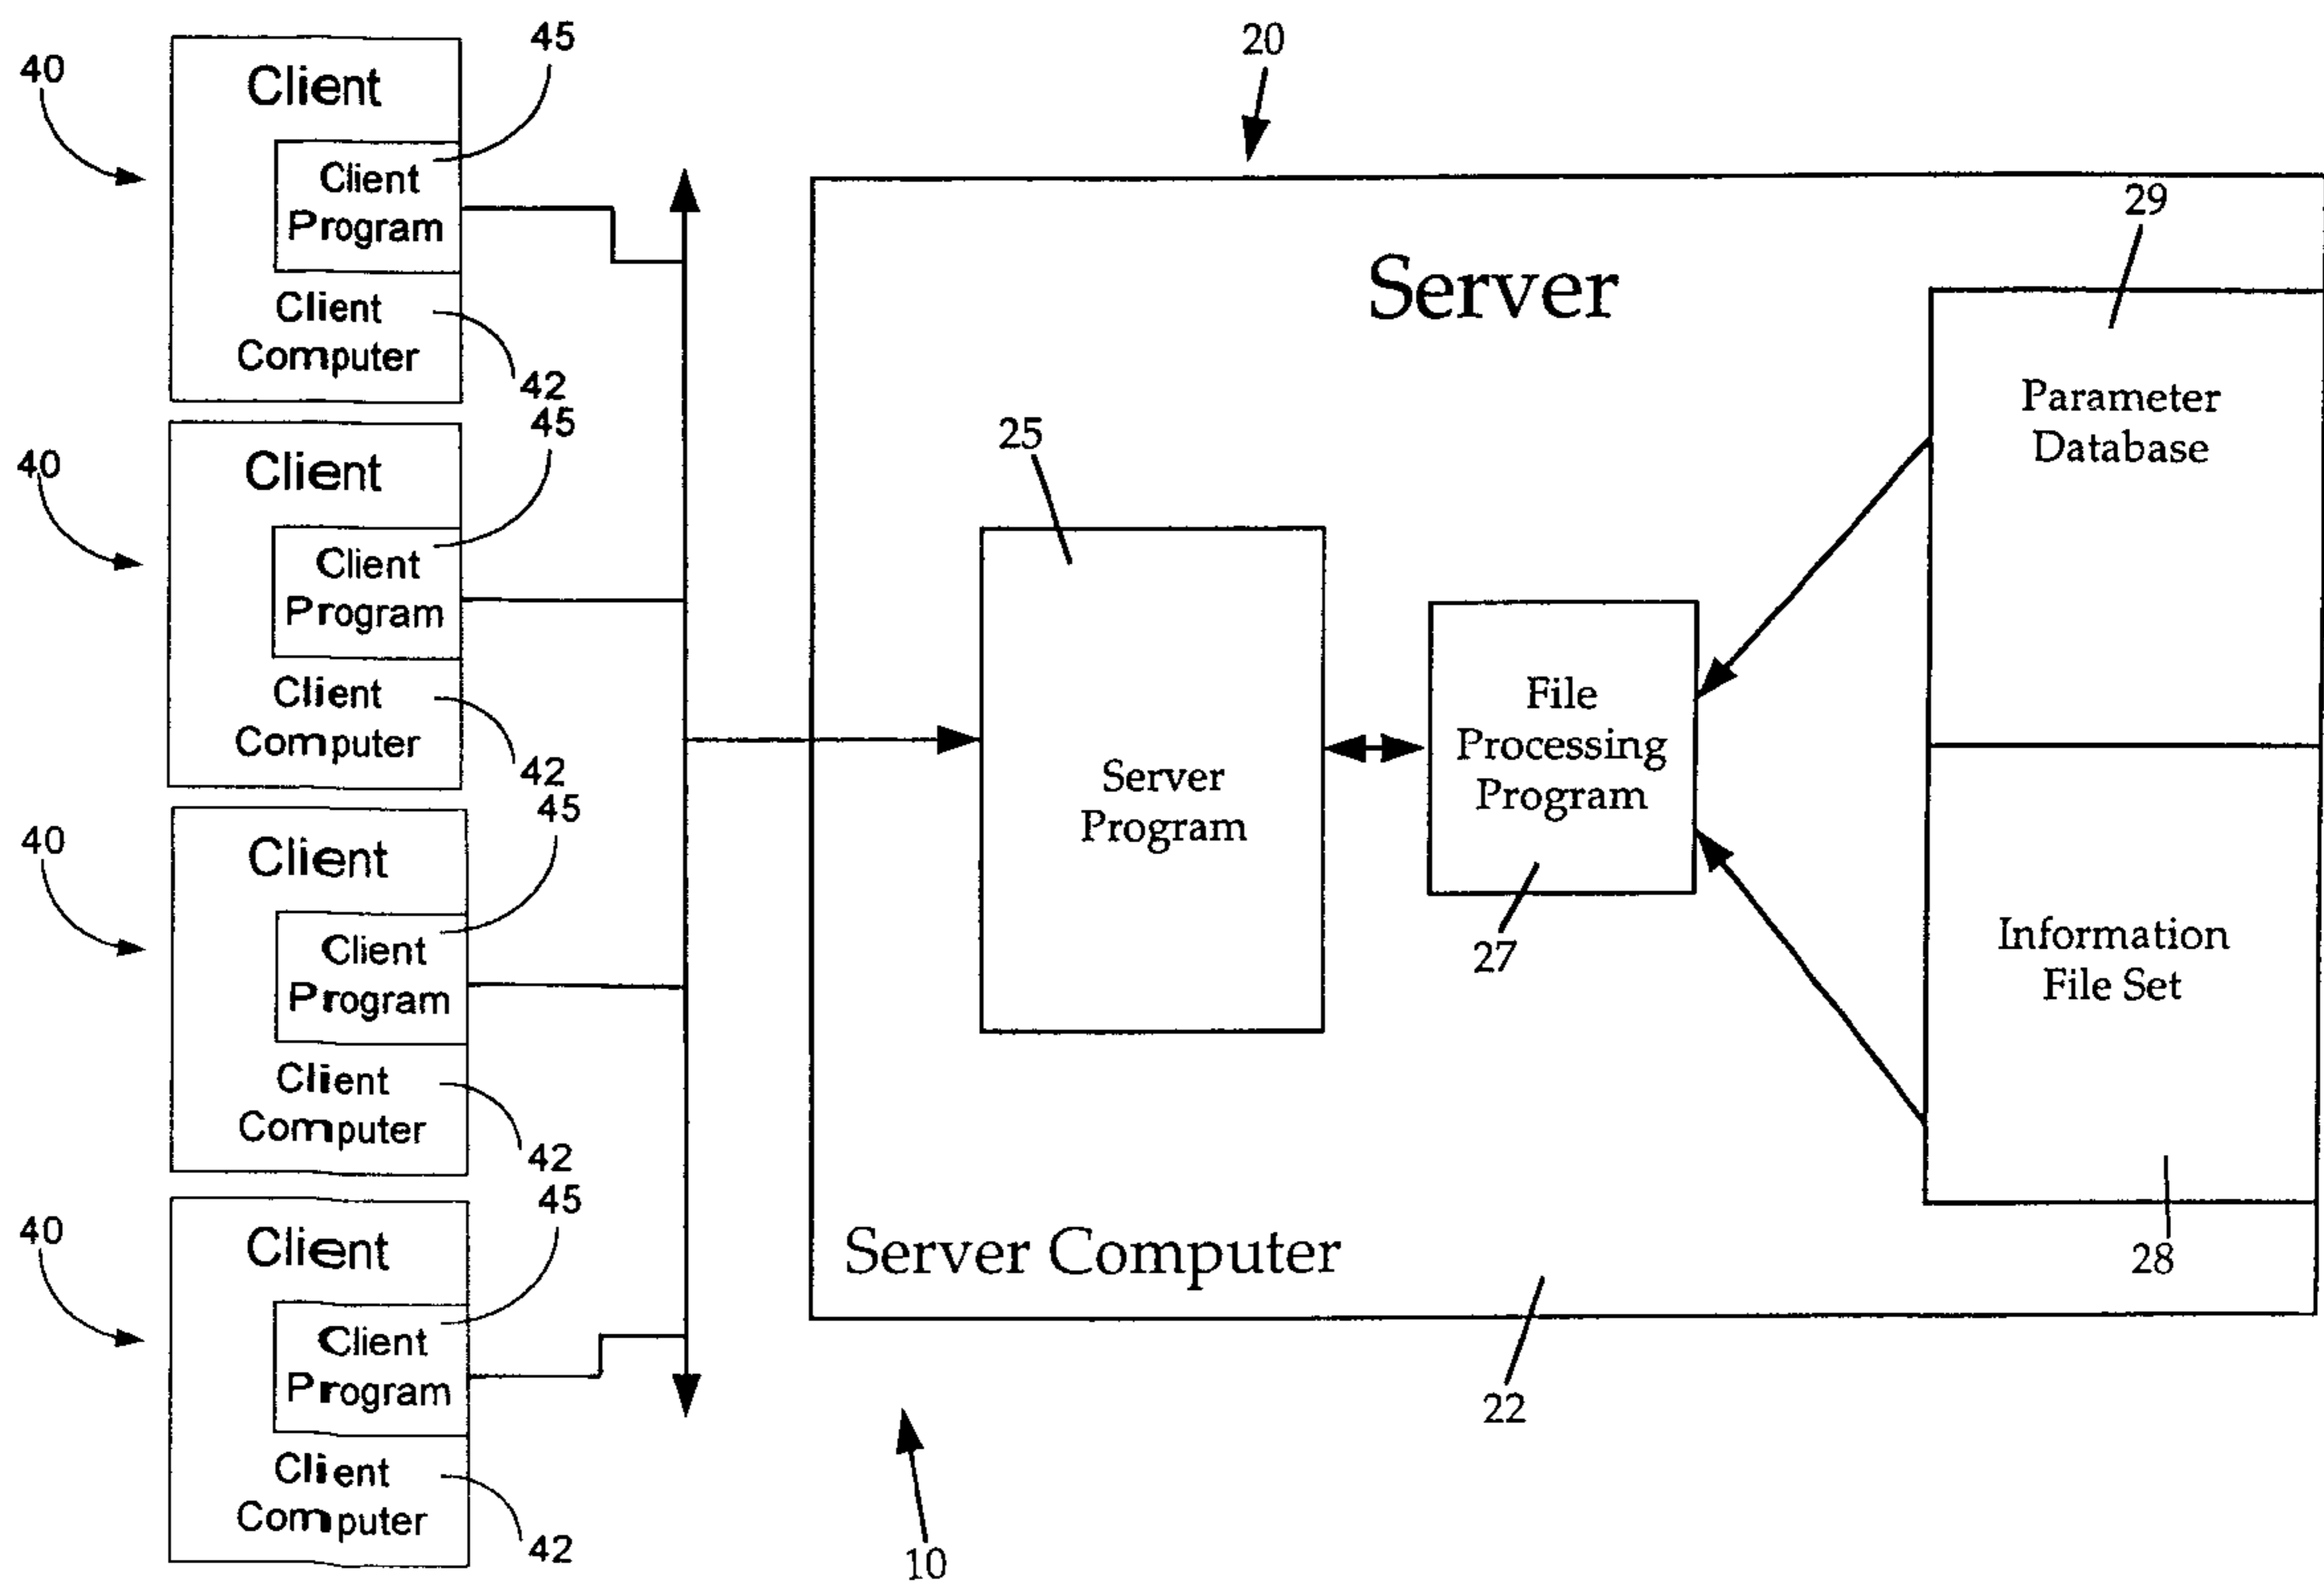 40
45
Client
Client
Program
Client
Computer
42
40
45
Client
Client
Program
Client
Computer
42
40
45
Client
Client
Program
Client
Computer
42
40
45
Client
Client
Program
Client
Computer
42
20
Server
29
Parameter
Database
25
Server
Program
File
Processing
Program
27
Information
File Set
28
Server Computer
22
10